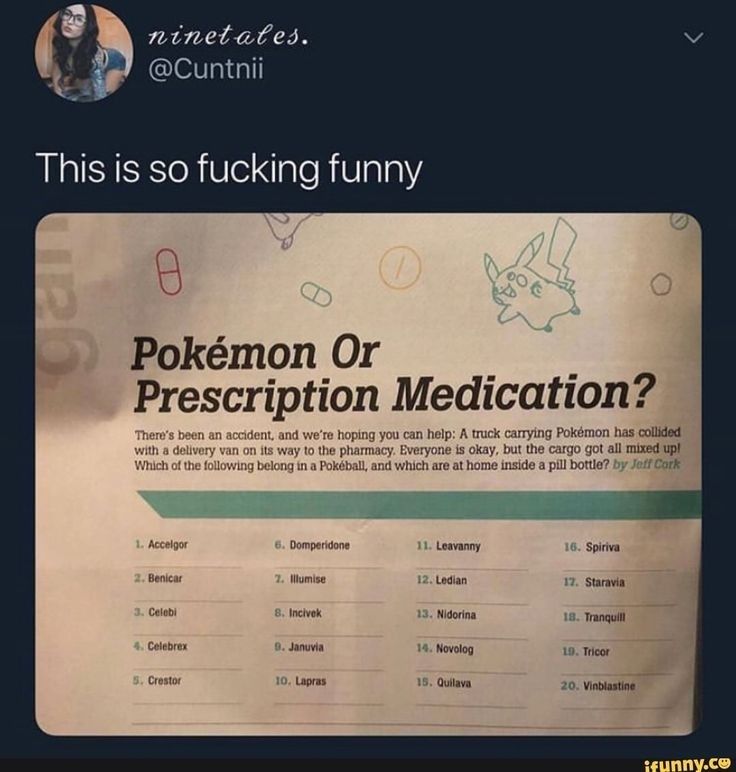 ninetales.
@Cuntnii
This is so fucking funny
gam
Pokémon Or
Prescription Medication?
There's been an accident, and we're hoping you can help: A truck carrying Pokémon has collided
with a delivery van on its way to the pharmacy. Everyone is okay, but the cargo got all mixed up!
Which of the following belong in a Pokéball, and which are at home inside a pill bottle? by Jeff Cork
1. Accelgor
2. Benicar
3. Celebi
4. Celebrex
5. Crestor
6. Domperidone
7. Illumise
8. Incivek
9. Januvia
10. Lapras
11. Leavanny
12. Ledian
13. Nidorina
14. Novolog
15. Quilava
16. Spiriva
17. Staravia
18. Tranquill
19. Tricor
20. Vinblastine
ifunny.co